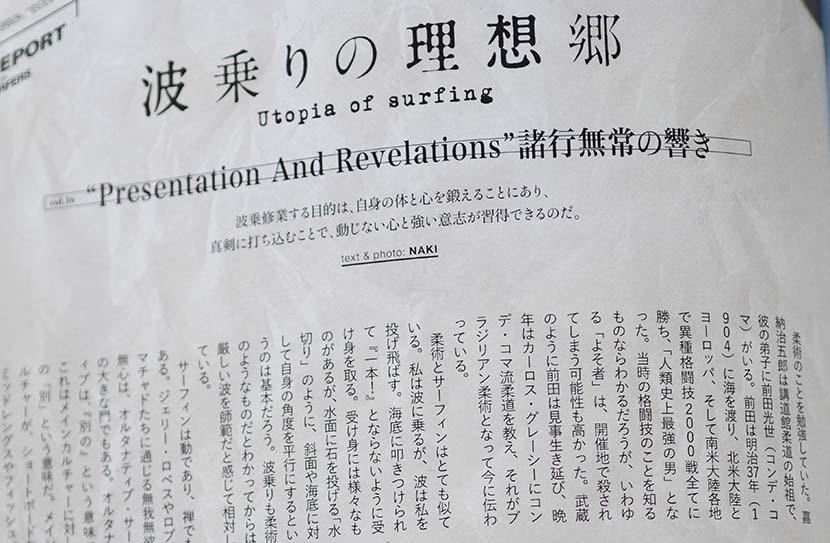 REPORT
波乗りの理想郷
Utopia of surfing
vol.16 “Presentation And Revelations”諸行無常の響き
波乗修業する目的は、自身の体と心を鍛えることにあり、
真剣に打ち込むことで、動じない心と強い意志が習得できるのだ。
text & photo: NAKI
柔術のことを勉強していた。嘉
納治五郎は講道館柔道の始祖で、
彼の弟子に前田光世（コンデ・コ
マ）がいる。前田は明治37年（1
904）に海を渡り、北米大陸と
ヨーロッパ、そして南米大陸各地
で異種格闘技2000戦全てに
勝ち、「人類史上最強の男」とな
った。当時の格闘技のことを知る
ものならわかるだろうが、いわゆ
る「よそ者」は、開催地で殺され
てしまう可能性も高かった。武蔵
のように前田は見事生き延び、晩
年はカーロス・グレーシーにコン
デ・コマ流柔道を教え、それがブ
ラジリアン柔術となって今に伝わ
っている。
柔術とサーフィンはとても似て
いる。私は波に乗るが、波は私を
投げ飛ばす。海底に叩きつけられ
て『一本！』とならないように受
け身を取る。受け身には様々なも
のがあるが、水面に石を投げる「水
切り」のように、斜面や海底に対
して自身の角度を平行にするとい
うのは基本だろう。波乗りも柔術
のようなものだとわかってからは
厳しい波を師範だと感じて相対し
ている。
サーフィンは動であり、禅でも
ある。ジェリー・ロペスやロブ
マチャドたちに通じる無我無欲
無心は、オルタナティブ・サー
の大きな門でもある。オルタナ
ィブは、『別の』という意味
これはメインカルチャーに対
の「別」という意味だ。メイ
ルチャーが、ショートボード
ミッドレングスやフィッシュ